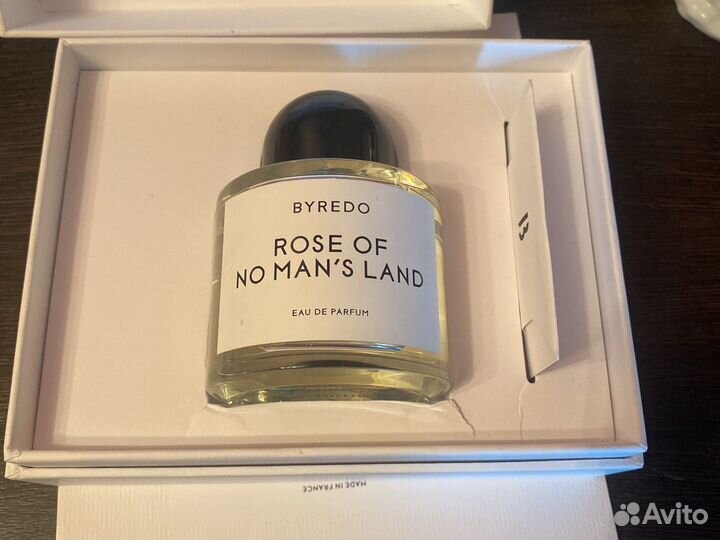 BYREDO
ROSE OF
NO MAN'S LAND
EAU DE PARFUM
B
MADE IN FRANCE
Avito